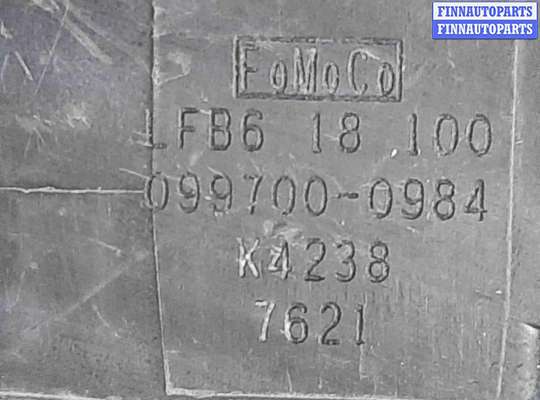 FINNAUTOPARTS
FINNAUTOPARTS
FoMoCo
LFB6 18 100
099700-0984
K4238
7621